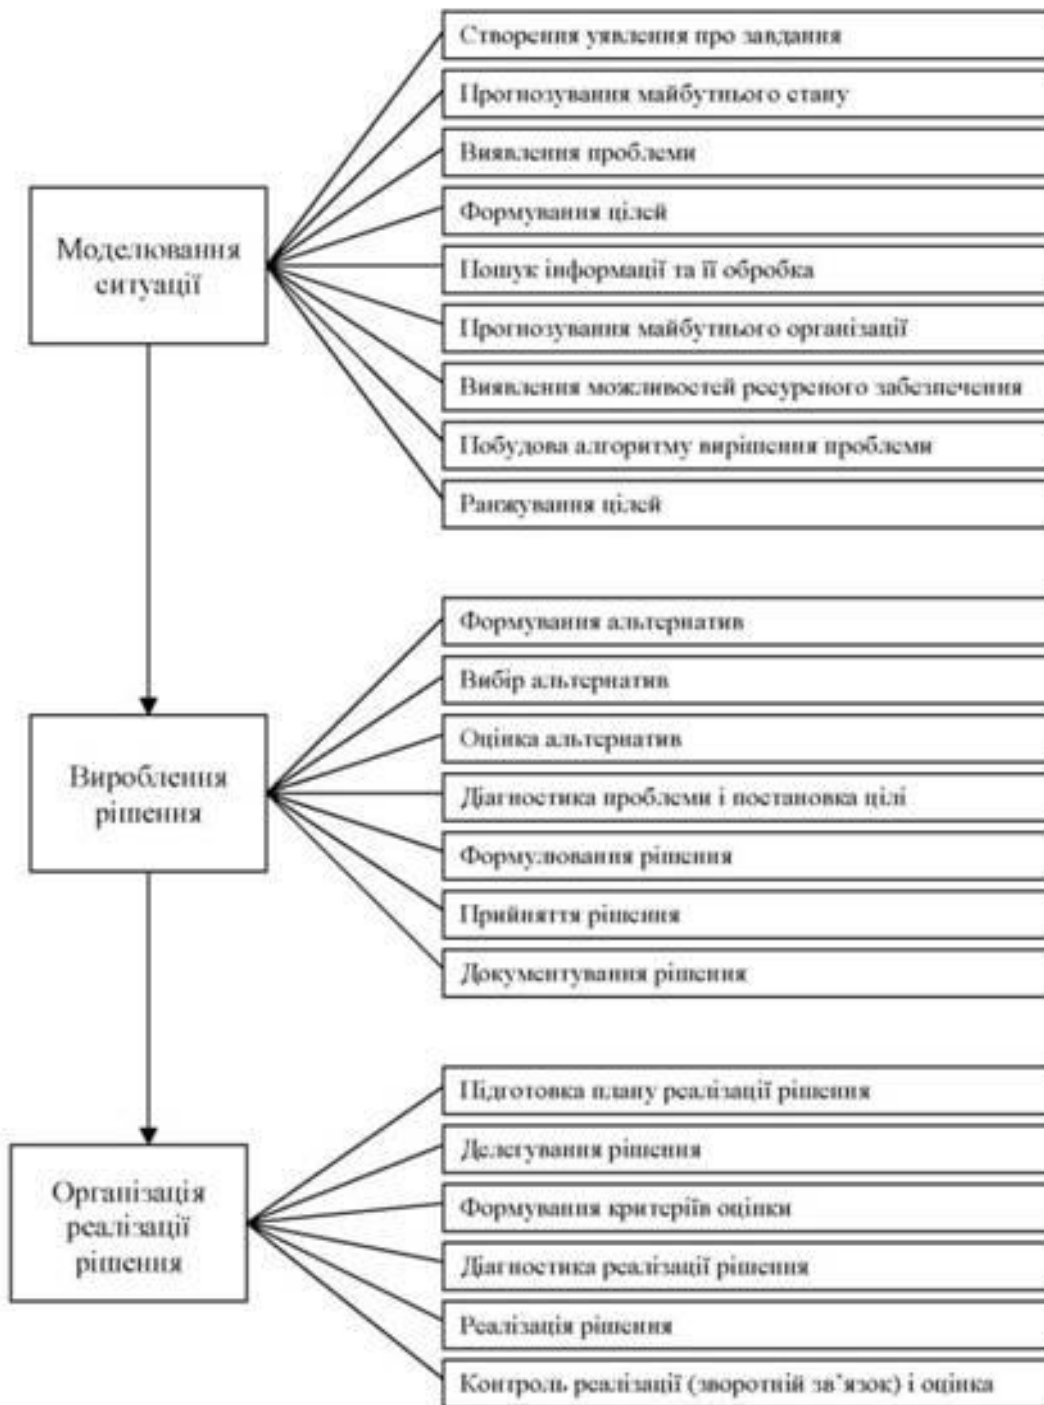 Моделювання
ситуації
Створення уявлення про завдання
Прогнозування майбутнього стану
Виявлення проблеми
Формування цілей
Пошук інформації та її обробка
Прогнозування майбутнього організації
Виявлення можливостей ресурсного забезпечення
Побудова алгоритму вирішення проблеми
Ранжування цілей
Вироблення
рішення
Формування альтернатив
Вибір альтернатив
Оцінка альтернатив
Діагностика проблеми і постановка цілі
Формулювання рішення
Прийняття рішення
Документування рішення
Організація
реалізації
рішення
Підготовка плану реалізації рішення
Делегування рішення
Формування критеріїв оцінки
Діагностика реалізації рішення
Реалізація рішення
Контроль реалізації (зворотній зв’язок) і оцінка